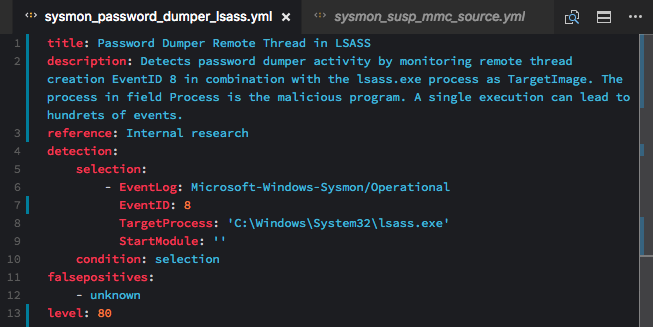 sysmon_password_dumper_lsass.yml × sysmon_susp_mmc_source.yml
1 title: Password Dumper Remote Thread in LSASS
2 description: Detects password dumper activity by monitoring remote thread
creation EventID 8 in combination with the lsass.exe process as TargetImage. The
process in field Process is the malicious program. A single execution can lead to
hundreds of events.
3 reference: Internal research
4 detection:
5 selection:
6 - EventLog: Microsoft-Windows-Sysmon/Operational
7 EventID: 8
8 TargetProcess: 'C:\Windows\System32\lsass.exe'
9 StartModule: ''
10 condition: selection
11 falsepositives:
12 - unknown
13 level: 80